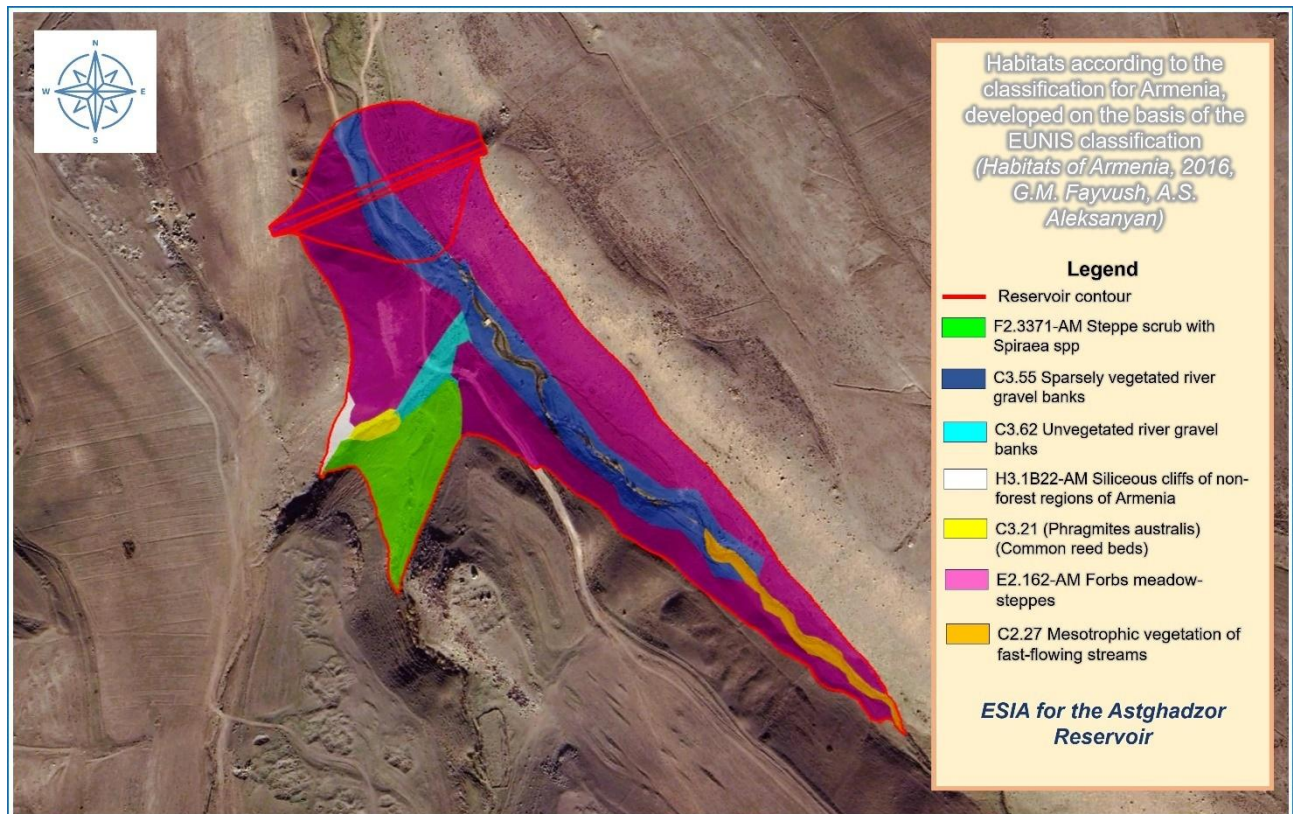 N
W E
S
Habitats according to the
classification for Armenia,
developed on the basis of the
EUNIS classification
(Habitats of Armenia, 2016,
G.M. Fayvush, A.S.
Aleksanyan)
Legend
Reservoir contour
F2.3371-AM Steppe scrub with
Spiraea spp
C3.55 Sparsely vegetated river
gravel banks
C3.62 Unvegetated river gravel
banks
H3.1B22-AM Siliceous cliffs of non-
forest regions of Armenia
C3.21 (Phragmites australis)
(Common reed beds)
E2.162-AM Forbs meadow-
steppes
C2.27 Mesotrophic vegetation of
fast-flowing streams
ESIA for the Astghadzor
Reservoir